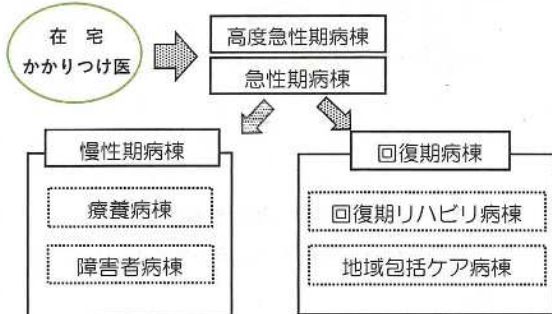 在 宅
かかりつけ医
高度急性期病棟
急性期病棟
慢性期病棟
療養病棟
障害者病棟
回復期病棟
回復期リハビリ病棟
地域包括ケア病棟